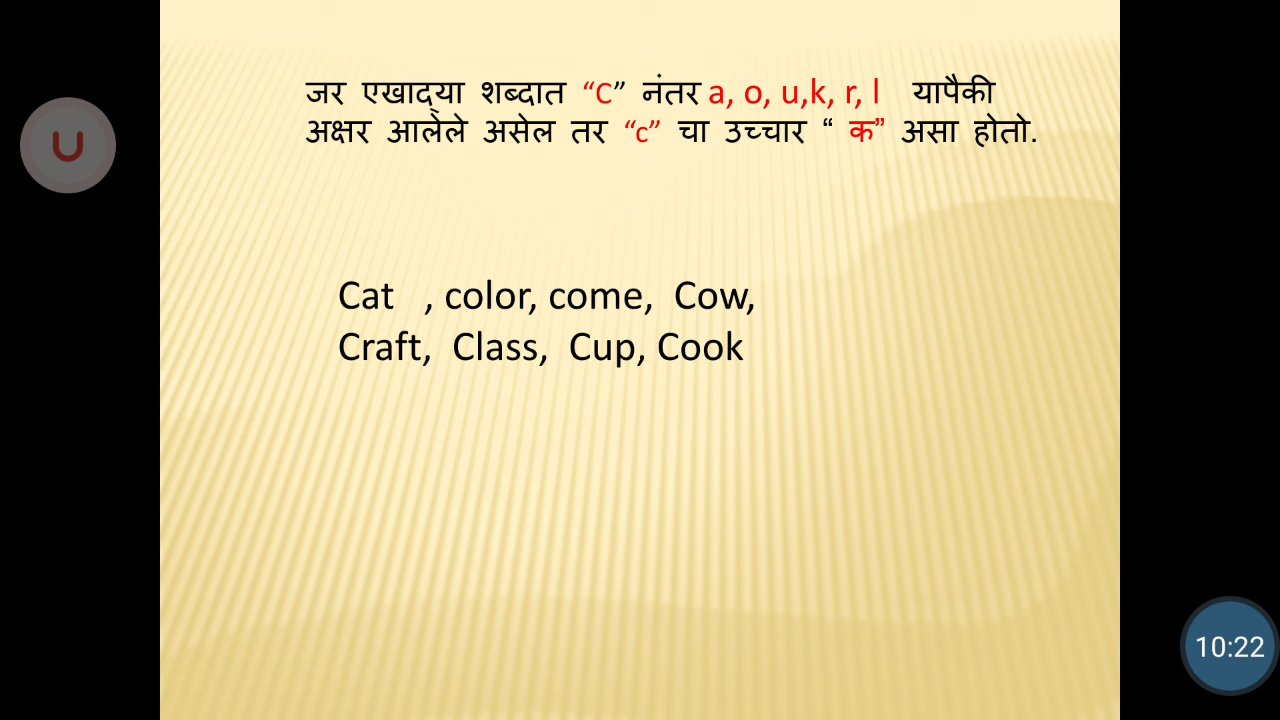 जर एखाद्या शब्दात “C” नंतर a, o, u,k, r, l यापैकी
अक्षर आलेले असेल तर “c” चा उच्चार “ क” असा होतो.
Cat , color, come, Cow,
Craft, Class, Cup, Cook
10:22